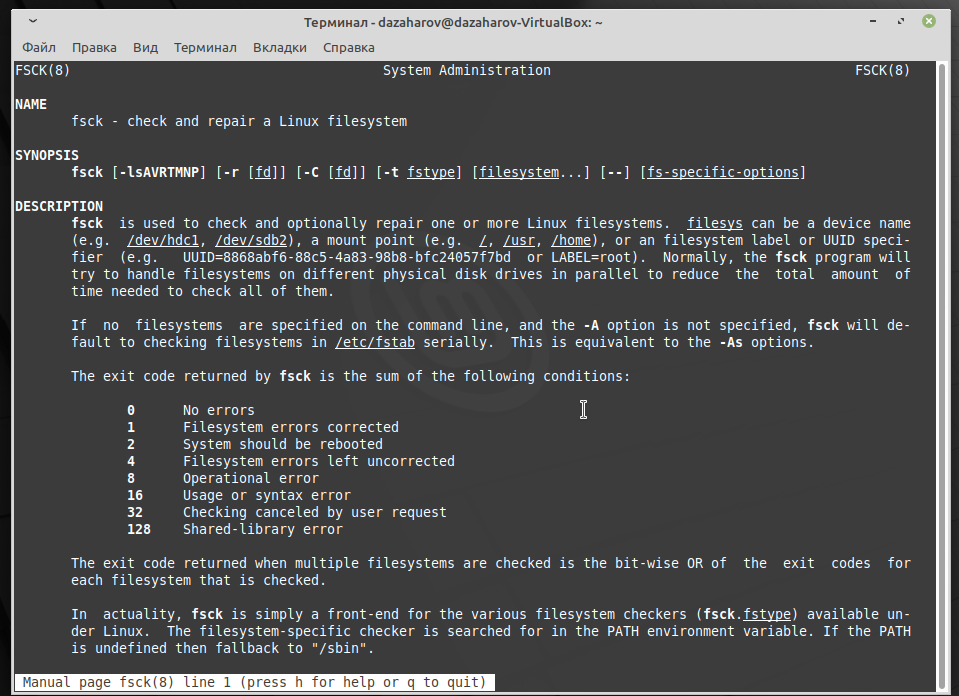 Терминал - dazaharov@dazaharov-VirtualBox: ~
Файл Правка Вид Терминал Вкладки Справка
FSCK(8) System Administration FSCK(8)
NAME
fsck - check and repair a Linux filesystem
SYNOPSIS
fsck [-lsAVRTMNP] [-r [fd]] [-C [fd]] [-t fstype] [filesystem...] [--] [fs-specific-options]
DESCRIPTION
fsck is used to check and optionally repair one or more Linux filesystems. filesys can be a device name
(e.g. /dev/hdc1, /dev/sdb2), a mount point (e.g. /, /usr, /home), or an filesystem label or UUID speci-
fier (e.g. UUID=8868abf6-88c5-4a83-98b8-bfc24057f7bd or LABEL=root). Normally, the fsck program will
try to handle filesystems on different physical disk drives in parallel to reduce the total amount of
time needed to check all of them.
If no filesystems are specified on the command line, and the -A option is not specified, fsck will de-
fault to checking filesystems in /etc/fstab serially. This is equivalent to the -As options.
The exit code returned by fsck is the sum of the following conditions:
0 No errors
1 Filesystem errors corrected
2 System should be rebooted
4 Filesystem errors left uncorrected
8 Operational error
16 Usage or syntax error
32 Checking canceled by user request
128 Shared-library error
The exit code returned when multiple filesystems are checked is the bit-wise OR of the exit codes for
each filesystem that is checked.
In actuality, fsck is simply a front-end for the various filesystem checkers (fsck.fstype) available un-
der Linux. The filesystem-specific checker is searched for in the PATH environment variable. If the PATH
is undefined then fallback to "/sbin".
Manual page fsck(8) line 1 (press h for help or q to quit)